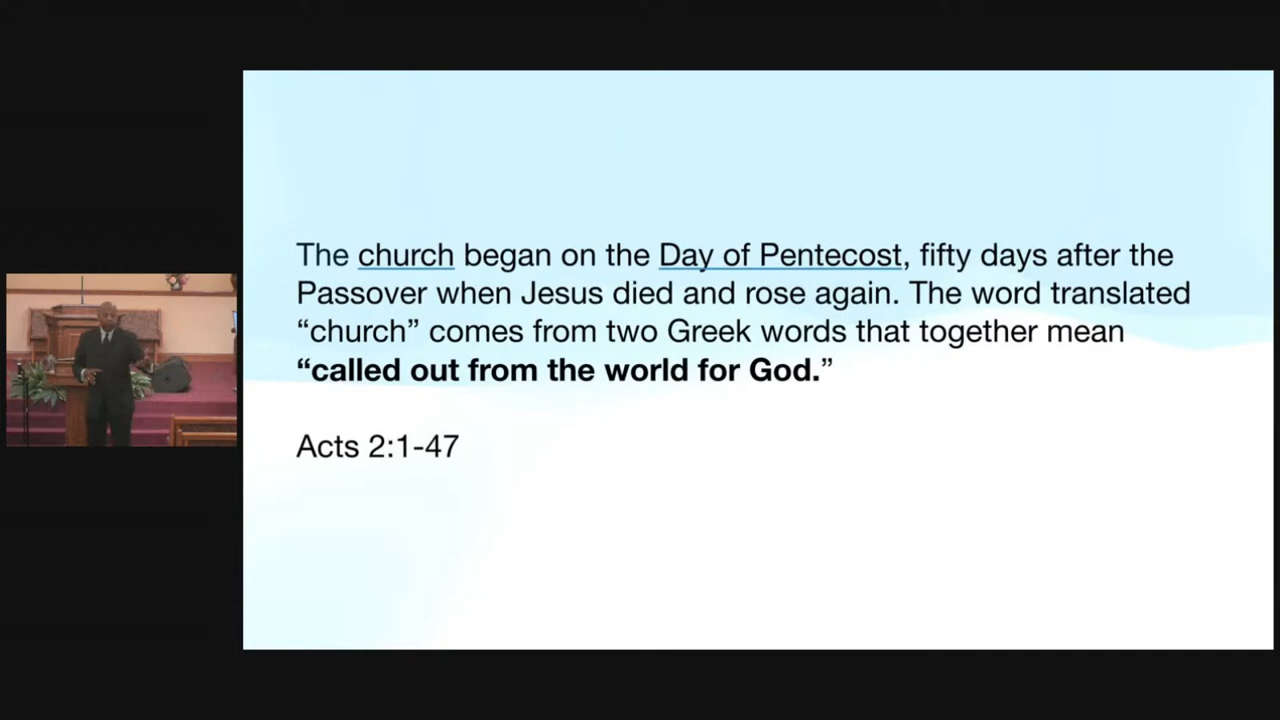 The church began on the Day of Pentecost, fifty days after the
Passover when Jesus died and rose again. The word translated
“church” comes from two Greek words that together mean
“called out from the world for God.”
Acts 2:1-47